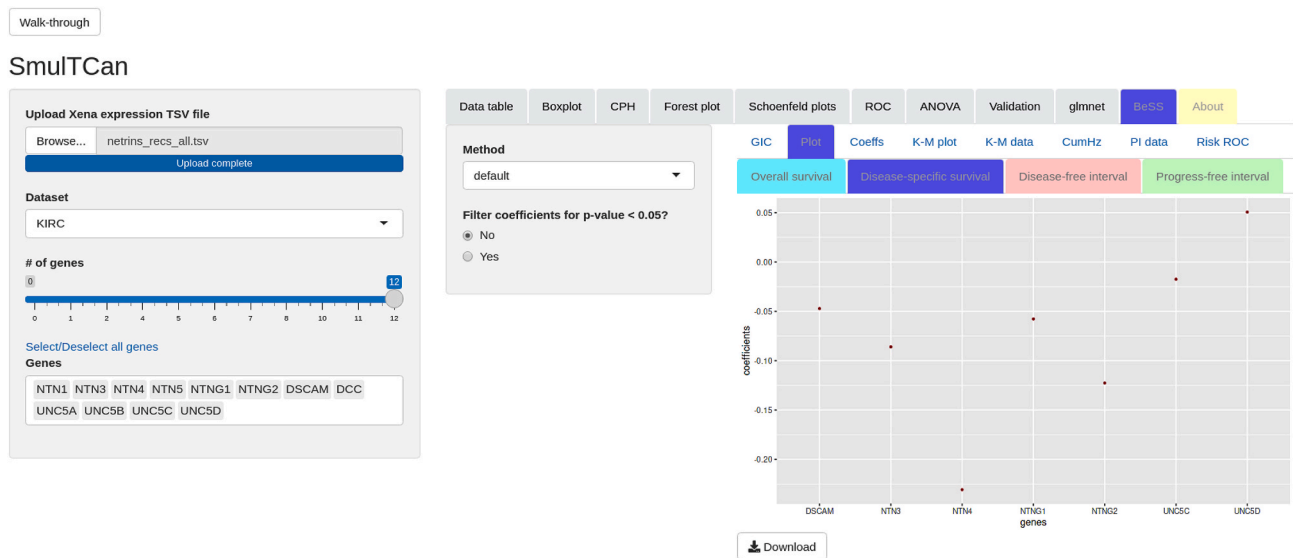 Walk-through
SmulTCan
Upload Xena expression TSV file
Browse... netrins_recs_all.tsv
Upload complete
Dataset
KIRC
# of genes
0 12
0 1 2 4 5 6 7 8 10 11 12
Select/Deselect all genes
Genes
NTN1 NTN3 NTN4 NTN5 NTNG1 NTNG2 DSCAM DCC
UNC5A UNC5B UNC5C UNC5D
Data table Boxplot CPH Forest plot Schoenfeld plots ROC ANOVA Validation glmnet BeSS About
Method
default
Filter coefficients for p-value < 0.05?
No
Yes
GIC Plot Coeffs K-M plot K-M data CumHz PI data Risk ROC
Overall survival Disease-specific survival Disease-free interval Progress-free interval
0.05
0.00
-0.05
-0.10
-0.15
-0.20
coefficients
DSCAM NTN3 NTN4 NTNG1 NTNG2 UNC5C UNC5D
genes
Download